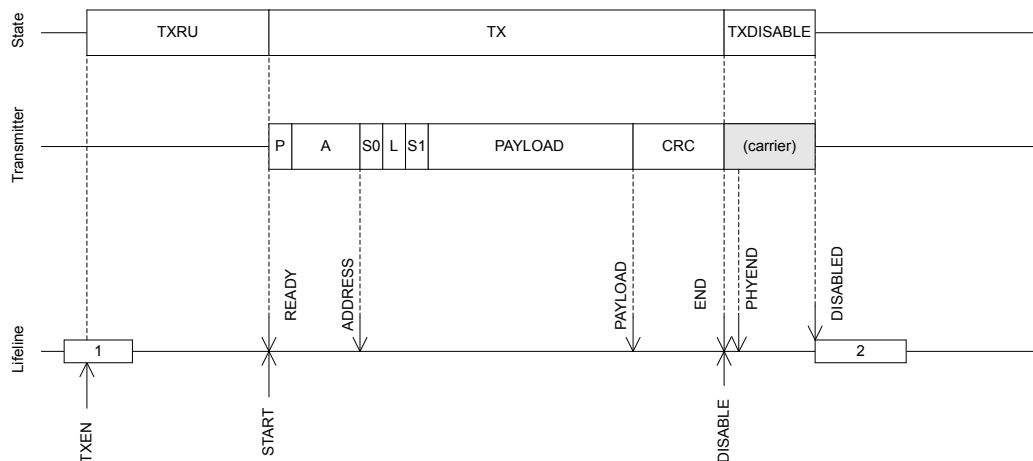 State
TXRU
TX
TXDISABLE
Transmitter
P
A
S0
L
S1
PAYLOAD
CRC
(carrier)
READY
ADDRESS
PAYLOAD
END
PHYEND
DISABLED
Lifeline
1
2
TXEN
START
DISABLE